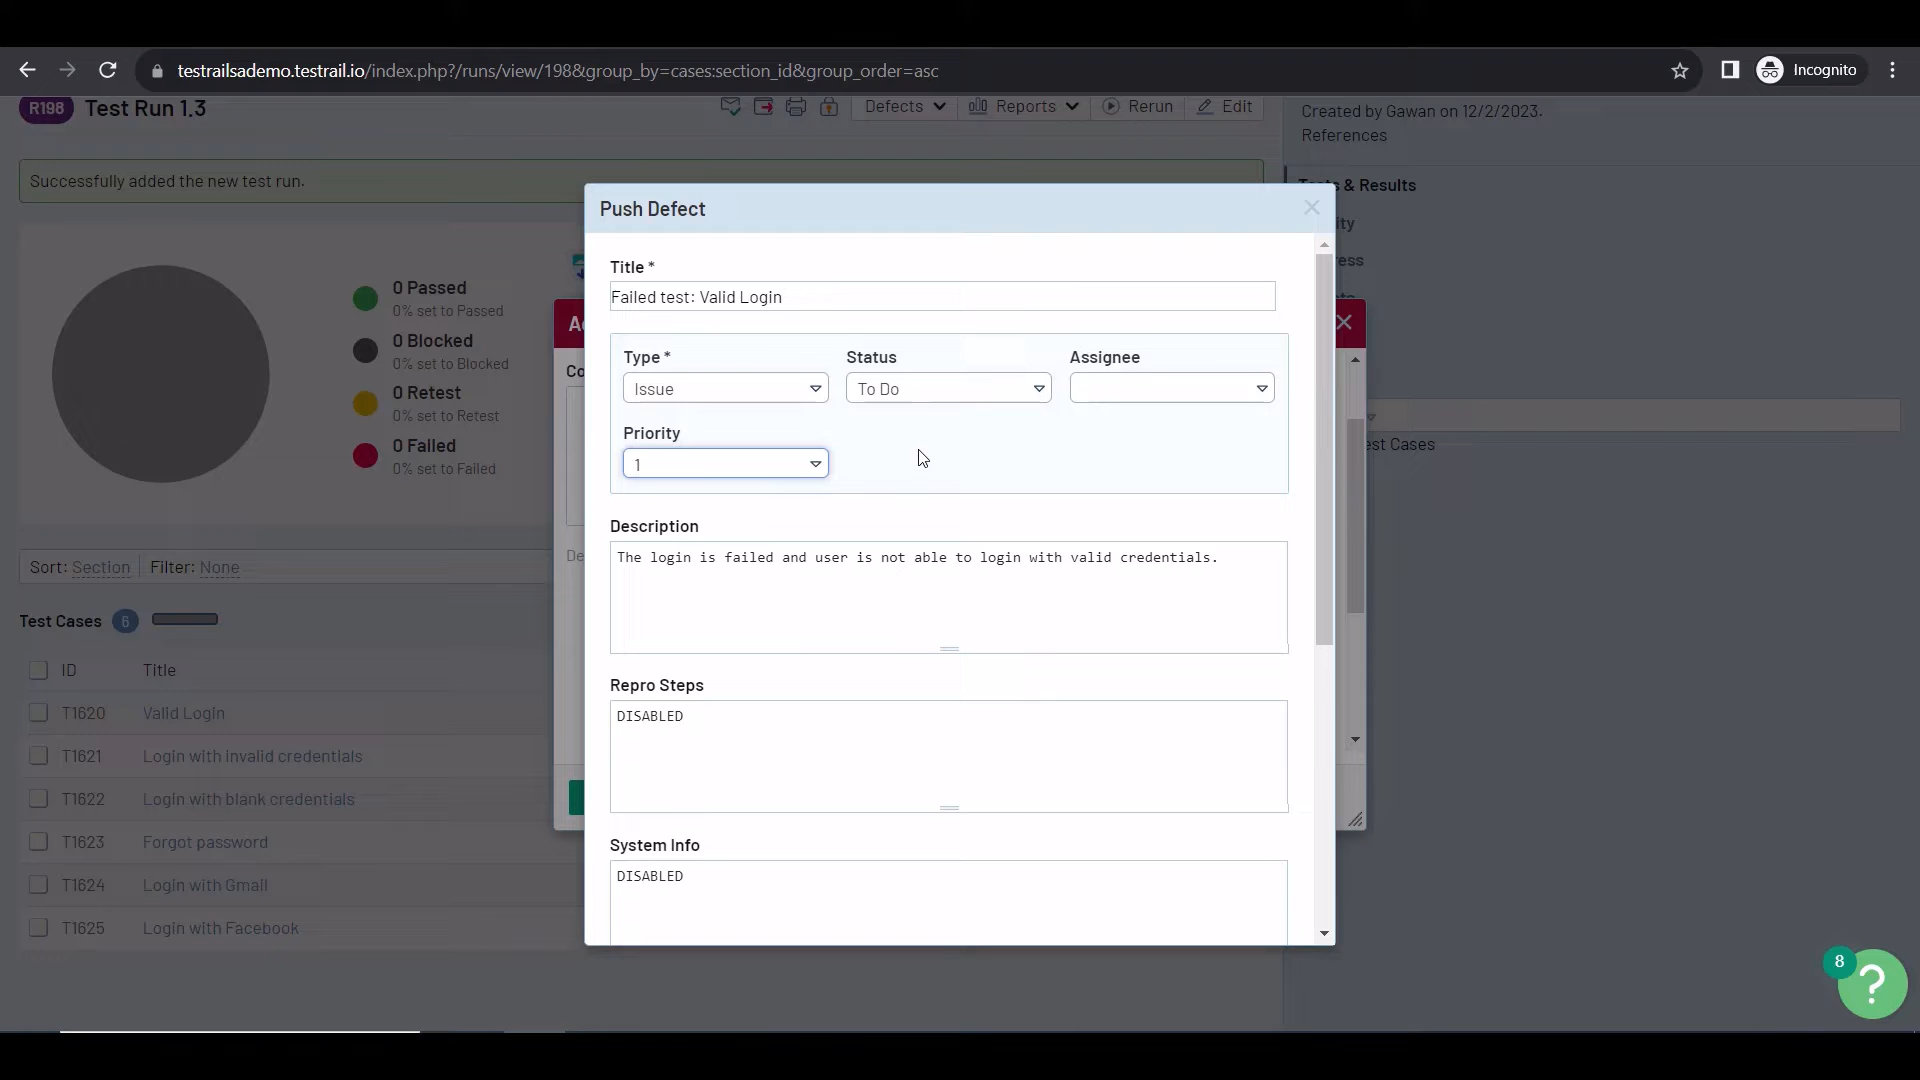 testrailsademo.testrail.io/index.php?/runs/view/198&group_by=cases:section_id&group_order=asc
Incognito
R198 Test Run 1.3
Defects
Reports
Rerun
Edit
Created by Gawan on 12/2/2023.
References
Successfully added the new test run.
Tests & Results
Push Defect
0 Passed
0% set to Passed
0 Blocked
0% set to Blocked
0 Retest
0% set to Retest
0 Failed
0% set to Failed
Title *
Failed test: Valid Login
Type *
Status
Assignee
Issue
To Do
Priority
1
Description
The login is failed and user is not able to login with valid credentials.
Repro Steps
DISABLED
System Info
DISABLED
est Cases
Sort: Section
Filter: None
Test Cases 6
ID
Title
T1620 Valid Login
T1621 Login with invalid credentials
T1622 Login with blank credentials
T1623 Forgot password
T1624 Login with Gmail
T1625 Login with Facebook
8
?